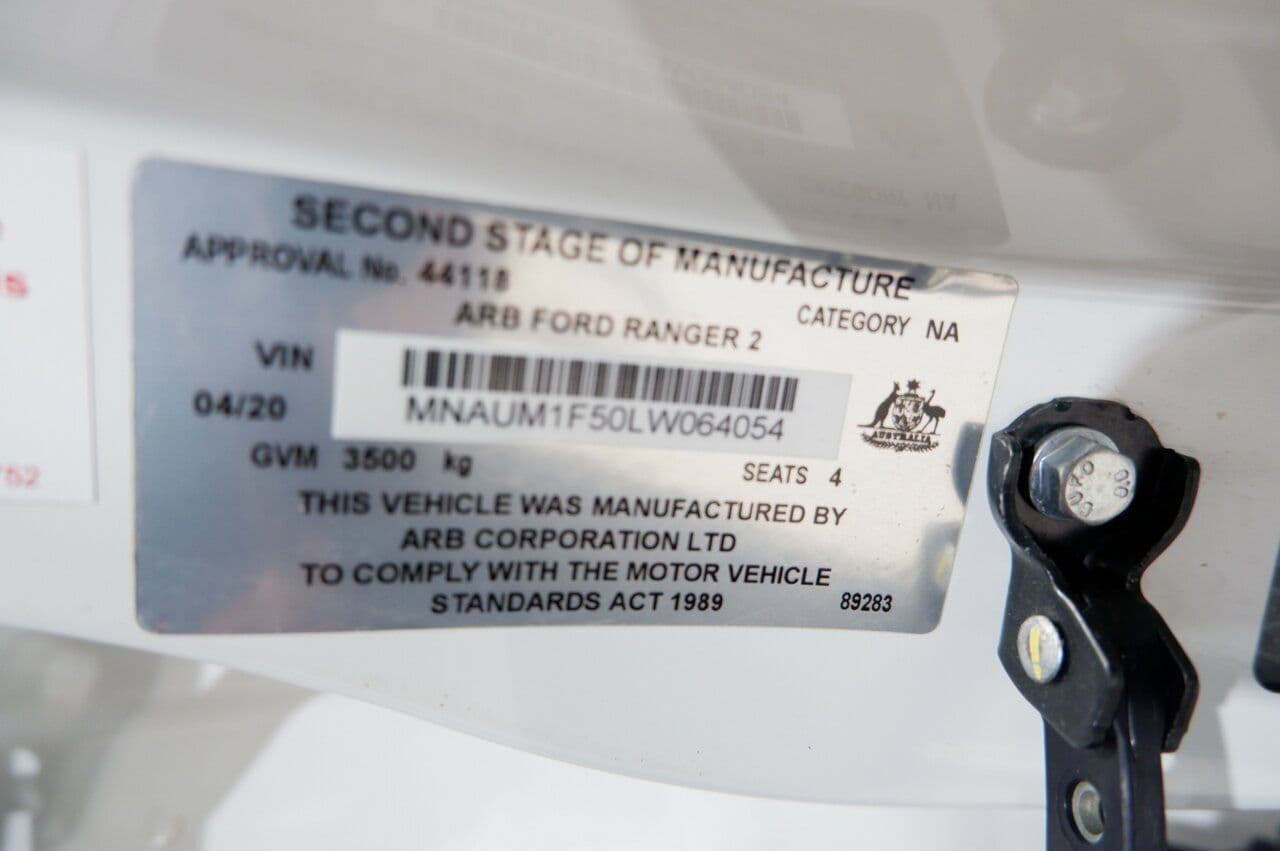 SECOND STAGE OF MANUFACTURE
APPROVAL No. 44118
CATEGORY NA
ARB FORD RANGER 2
VIN
04/20
MNAUM1F50LW064054
AUSTRALIA
GVM 3500 kg
SEATS 4
THIS VEHICLE WAS MANUFACTURED BY
ARB CORPORATION LTD
TO COMPLY WITH THE MOTOR VEHICLE
STANDARDS ACT 1989
89283